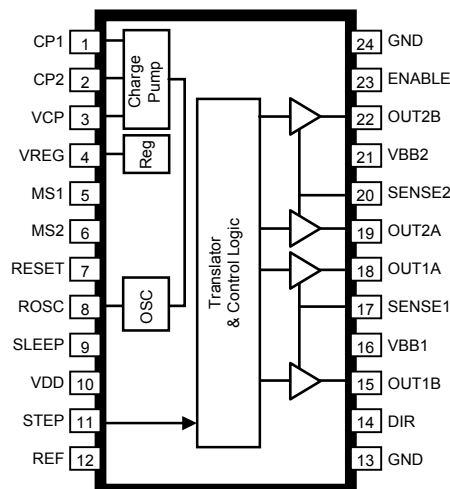 CP1 1
CP2 2
VCP 3
VREG 4
MS1 5
MS2 6
RESET 7
ROSC 8
SLEEP 9
VDD 10
STEP 11
REF 12
Charge
Pump
Reg
OSC
Translator
& Control Logic
24 GND
23 ENABLE
22 OUT2B
21 VBB2
20 SENSE2
19 OUT2A
18 OUT1A
17 SENSE1
16 VBB1
15 OUT1B
14 DIR
13 GND